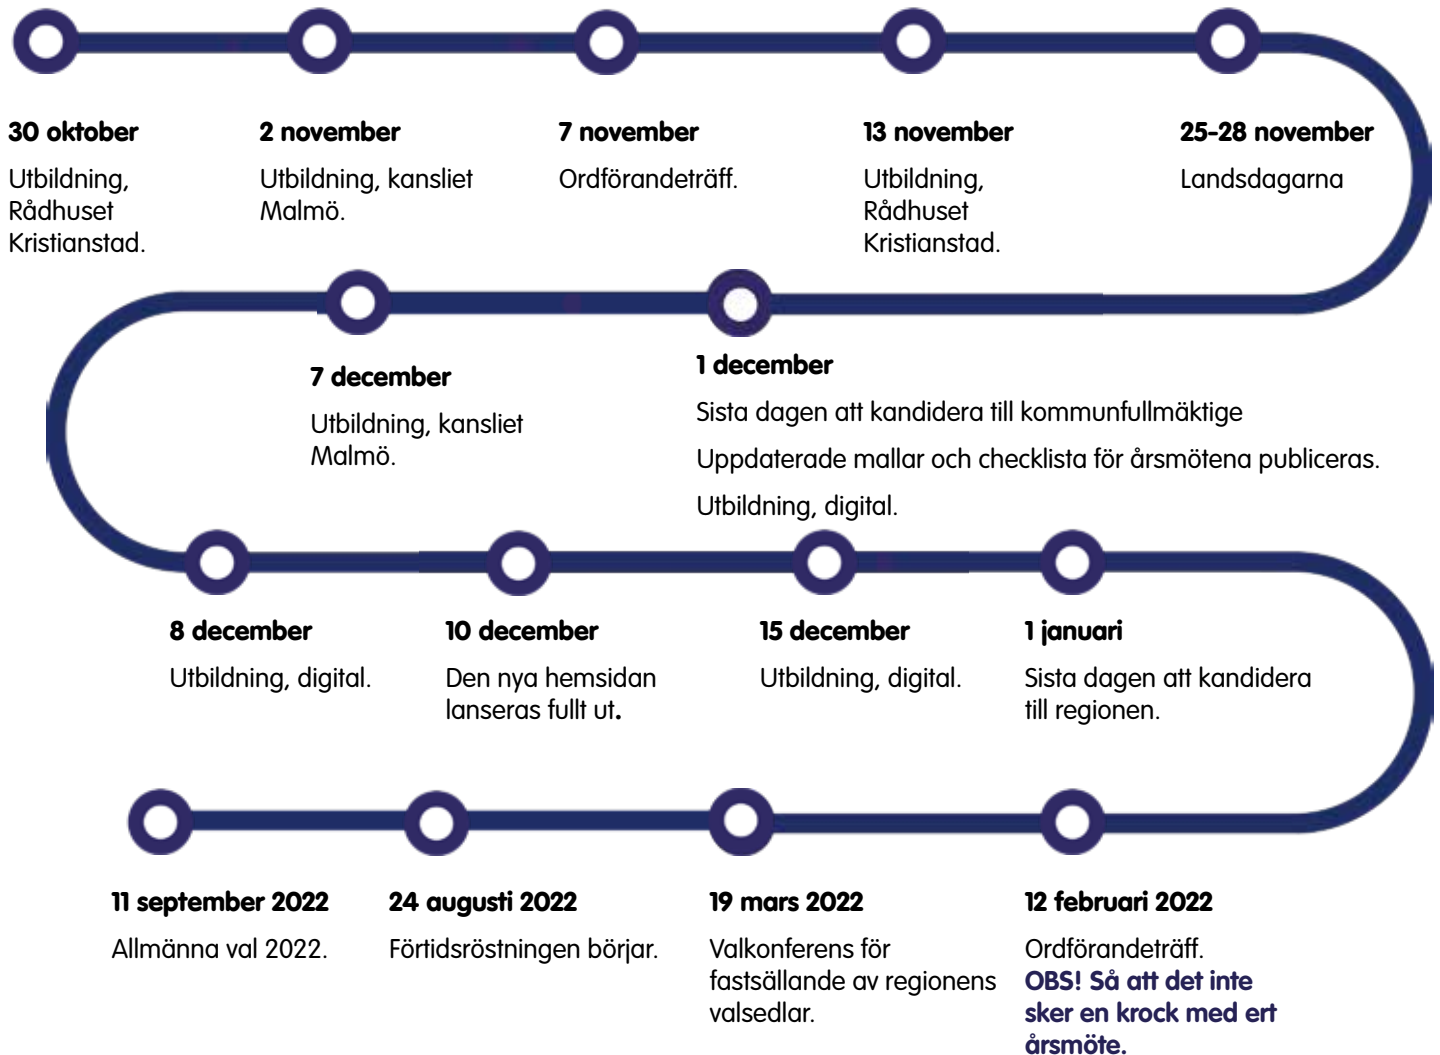 30 oktober
Utbildning,
Rådhuset
Kristianstad.
2 november
Utbildning, kansliet
Malmö.
7 november
Ordförandeträff.
13 november
Utbildning,
Rådhuset
Kristianstad.
25-28 november
Landsdagarna
1 december
Sista dagen att kandidera till kommunfullmäktige
Uppdaterade mallar och checklista för årsmötena publiceras.
Utbildning, digital.
7 december
Utbildning, kansliet
Malmö.
8 december
Utbildning, digital.
10 december
Den nya hemsidan
lanseras fullt ut.
15 december
Utbildning, digital.
1 januari
Sista dagen att kandidera
till regionen.
12 februari 2022
Ordförandeträff.
OBS! Så att det inte
sker en krock med ert
årsmöte.
19 mars 2022
Valkonferens för
fastsällande av regionens
valsedlar.
24 augusti 2022
Förtidsröstningen börjar.
11 september 2022
Allmänna val 2022.